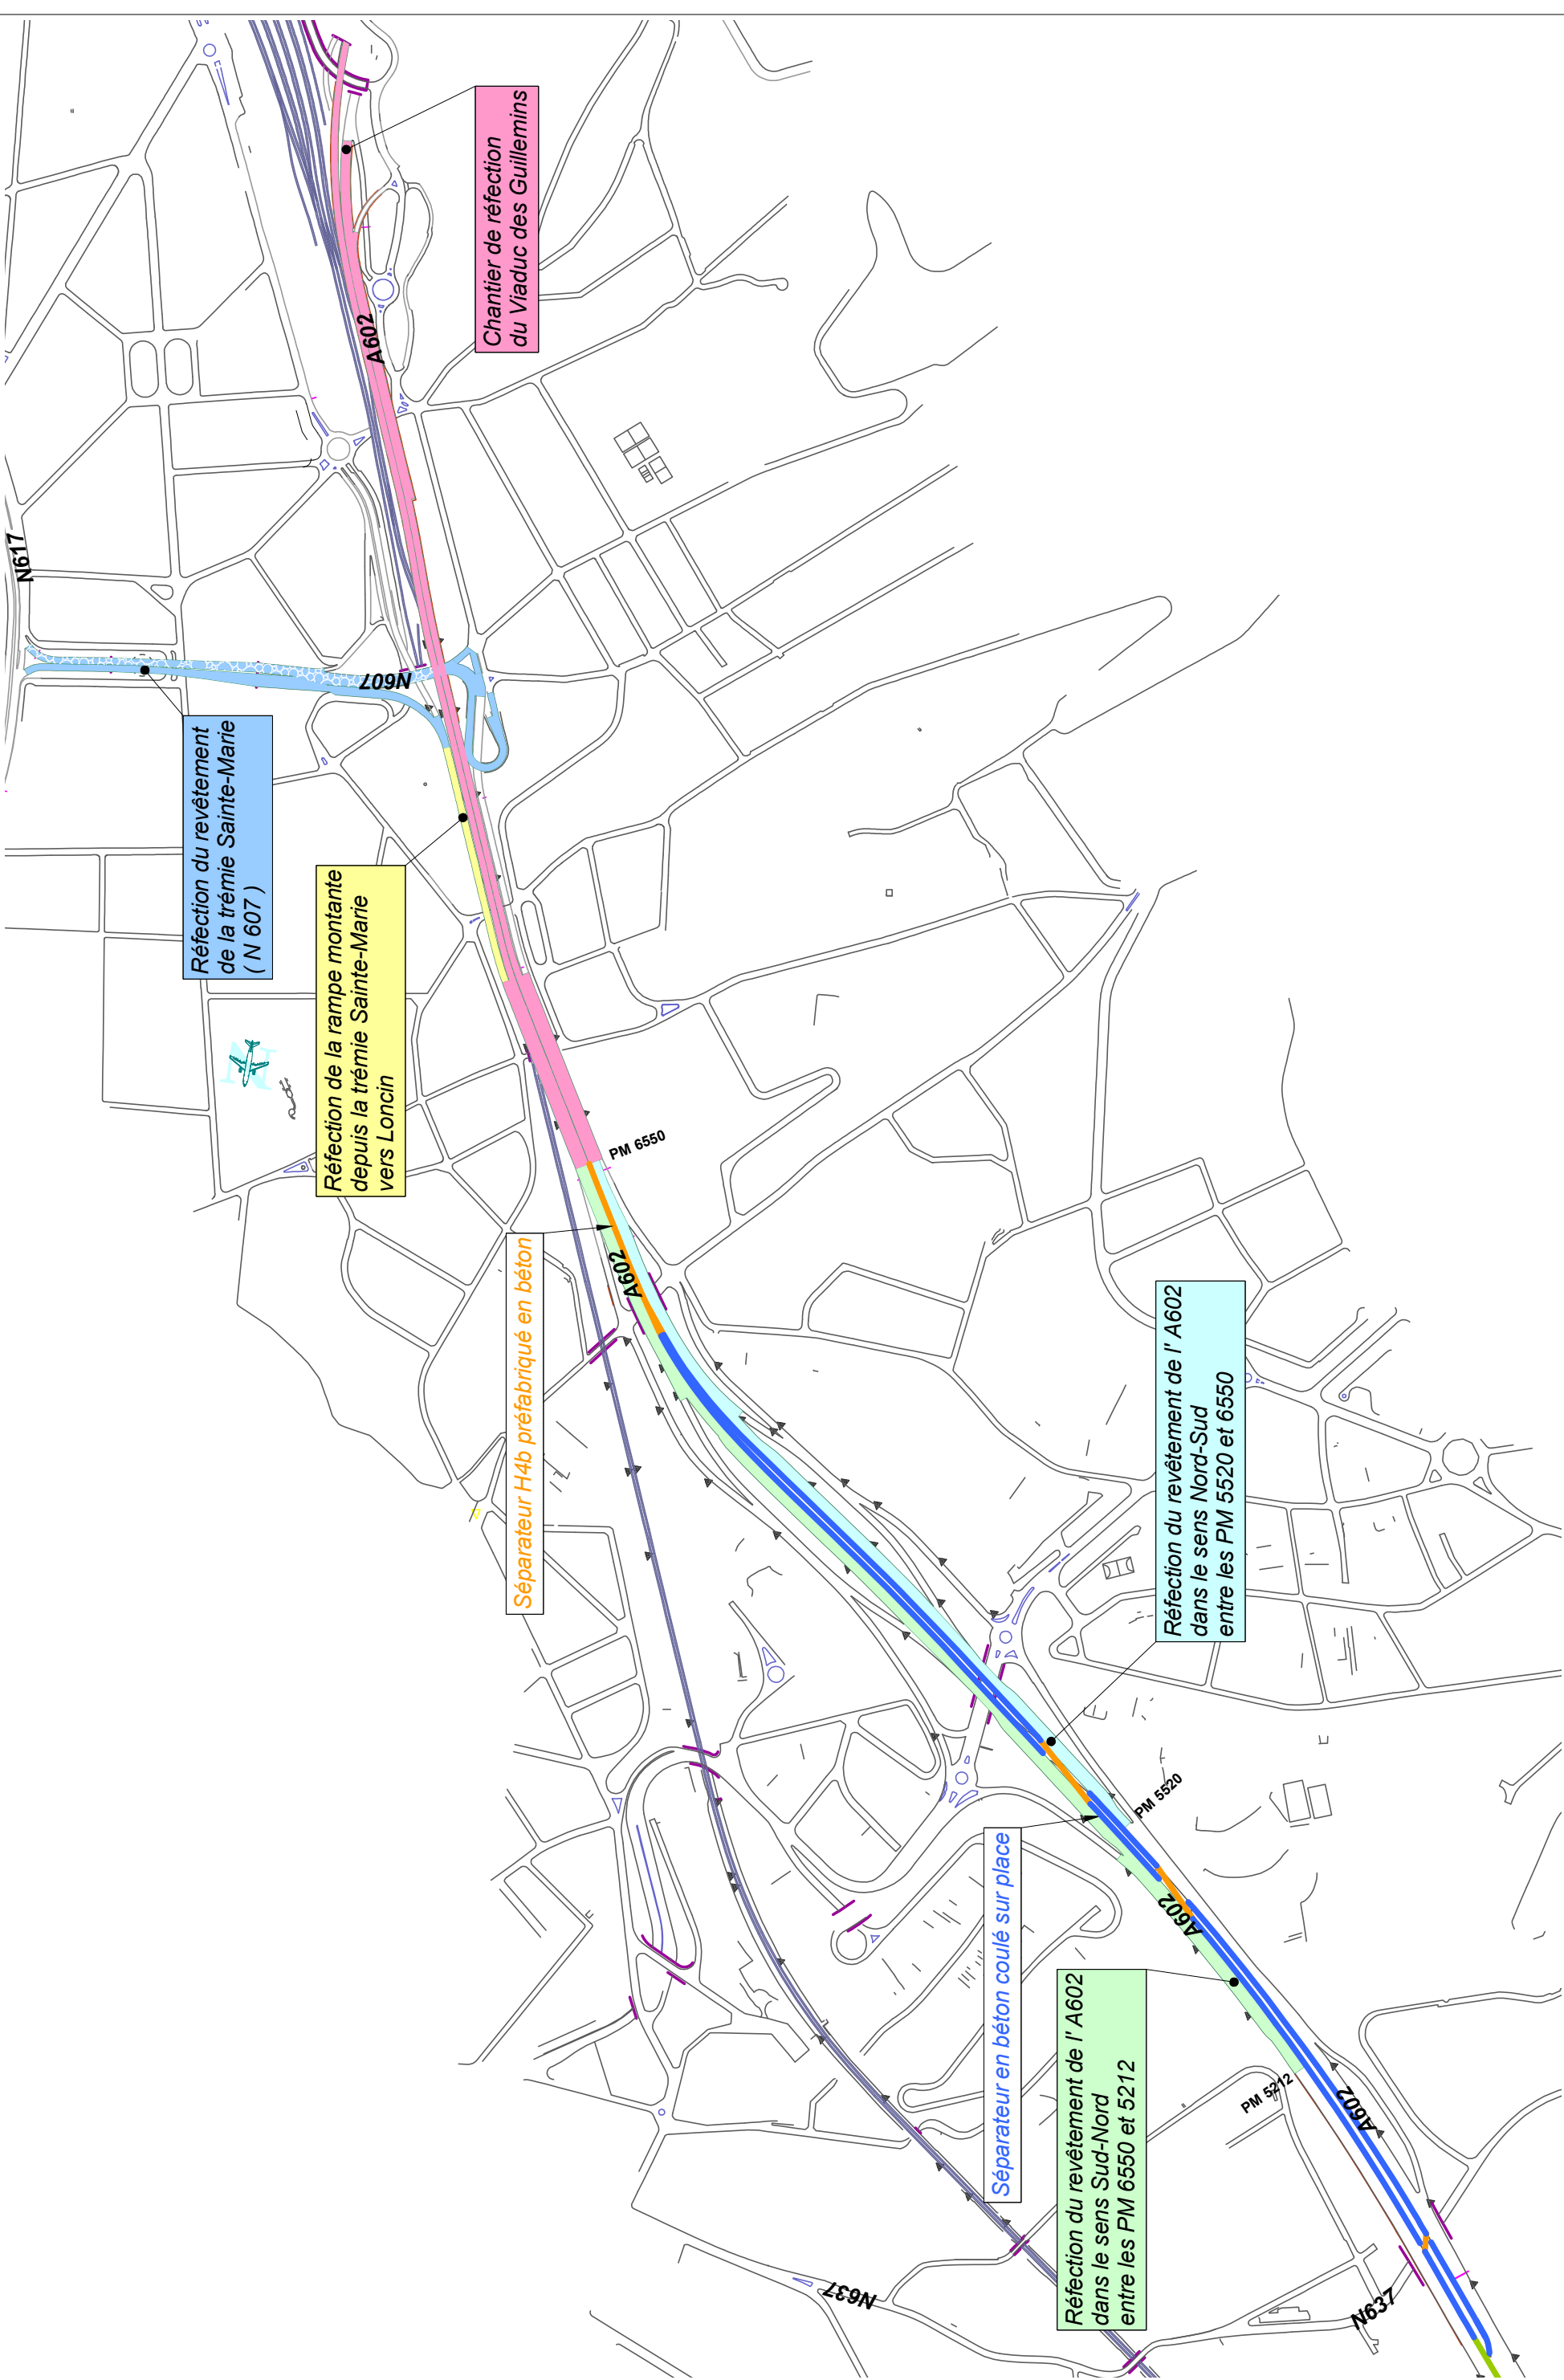 Chantier de réfection
du Viaduc des Guillemins
A602
N617
N607
Réfection du revêtement
de la trémie Sainte-Marie
( N 607 )
Réfection de la rampe montante
depuis la trémie Sainte-Marie
vers Loncin
N
PM 6550
A602
Séparateur H4b préfabriqué en béton
Réfection du revêtement de l' A602
dans le sens Nord-Sud
entre les PM 5520 et 6550
PM 5520
Séparateur en béton coulé sur place
A602
Réfection du revêtement de l' A602
dans le sens Sud-Nord
entre les PM 6550 et 5212
PM 5212
A602
N637
N637